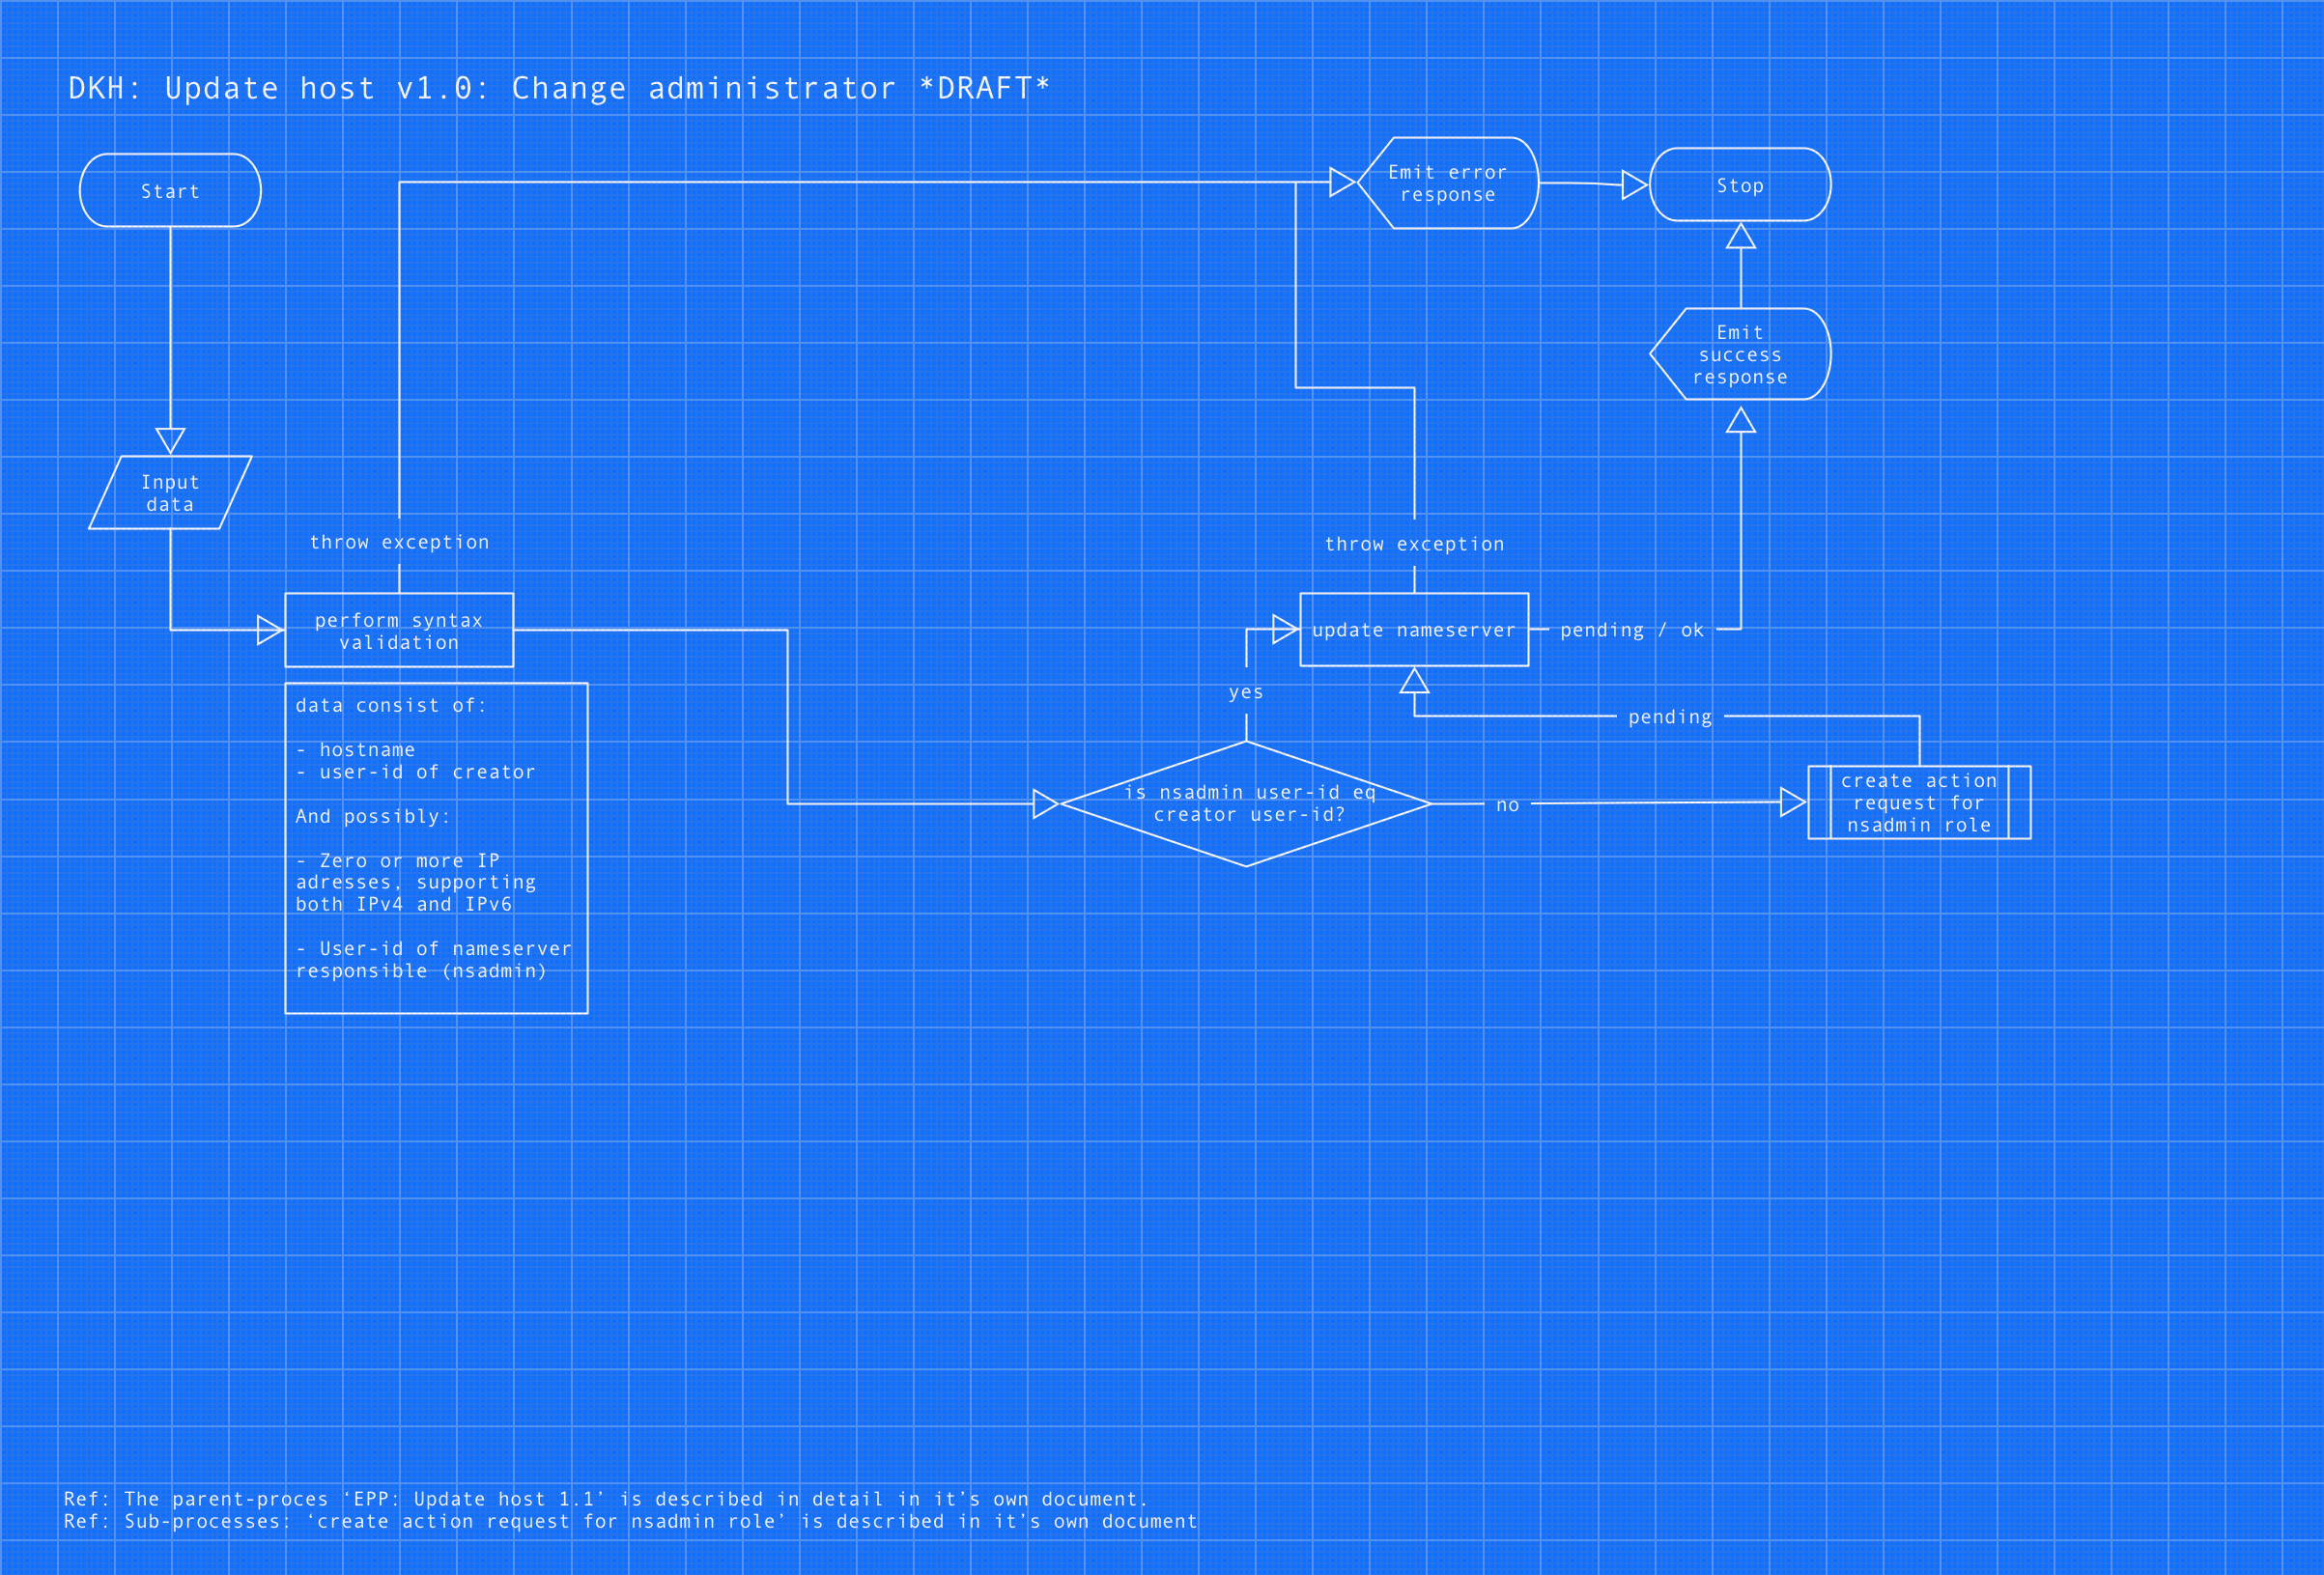 DKH: Update host v1.0: Change administrator *DRAFT*
Start
Emit error
response
Stop
Emit
success
response
Input
data
throw exception
throw exception
perform syntax
validation
update nameserver
pending / ok
yes
pending
data consist of:
- hostname
- user-id of creator
And possibly:
- Zero or more IP
adresses, supporting
both IPv4 and IPv6
- User-id of nameserver
responsible (nsadmin)
is nsadmin user-id eq
creator user-id?
no
create action
request for
nsadmin role
Ref: The parent-proces ‘EPP: Update host 1.1’ is described in detail in it’s own document.
Ref: Sub-processes: ‘create action request for nsadmin role’ is described in it’s own document